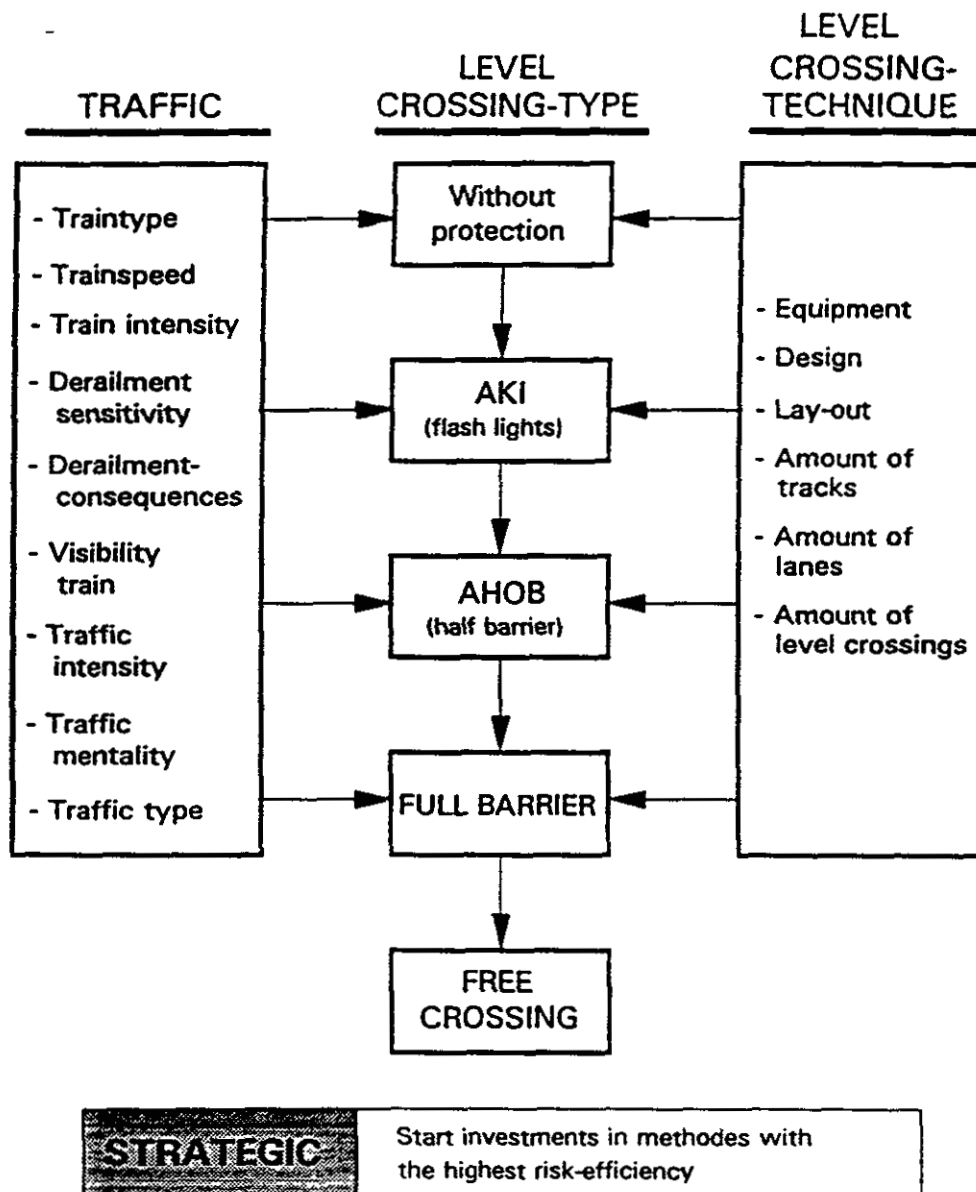 TRAFFIC
- Traintype
- Trainspeed
- Train intensity
- Derailment
sensitivity
- Derailment-
consequences
- Visibility
train
- Traffic
intensity
- Traffic
mentality
- Traffic type
LEVEL
CROSSING-TYPE
Without
protection
AKI
(flash lights)
AHOB
(half barrier)
FULL BARRIER
FREE
CROSSING
LEVEL
CROSSING-
TECHNIQUE
- Equipment
- Design
- Lay-out
- Amount of
tracks
- Amount of
lanes
- Amount of
level crossings
STRATEGIC
Start investments in methodes with
the highest risk-efficiency